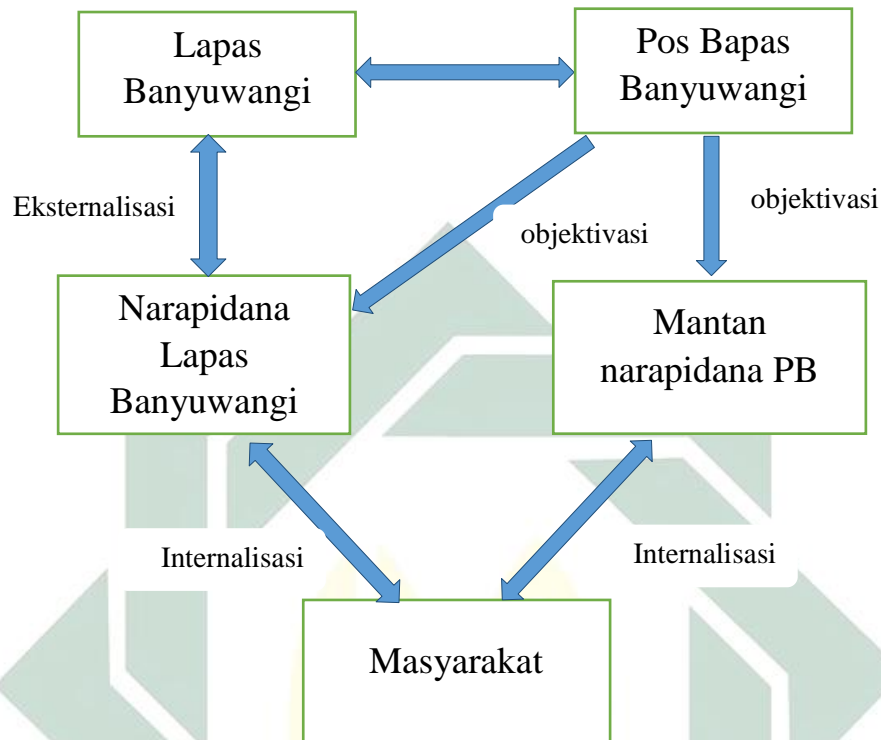 Lapas
Banyuwangi
Pos Bapas
Banyuwangi
Eksternalisasi
objektivasi
objektivasi
Narapidana
Lapas
Banyuwangi
Mantan
narapidana PB
Internalisasi
Internalisasi
Masyarakat